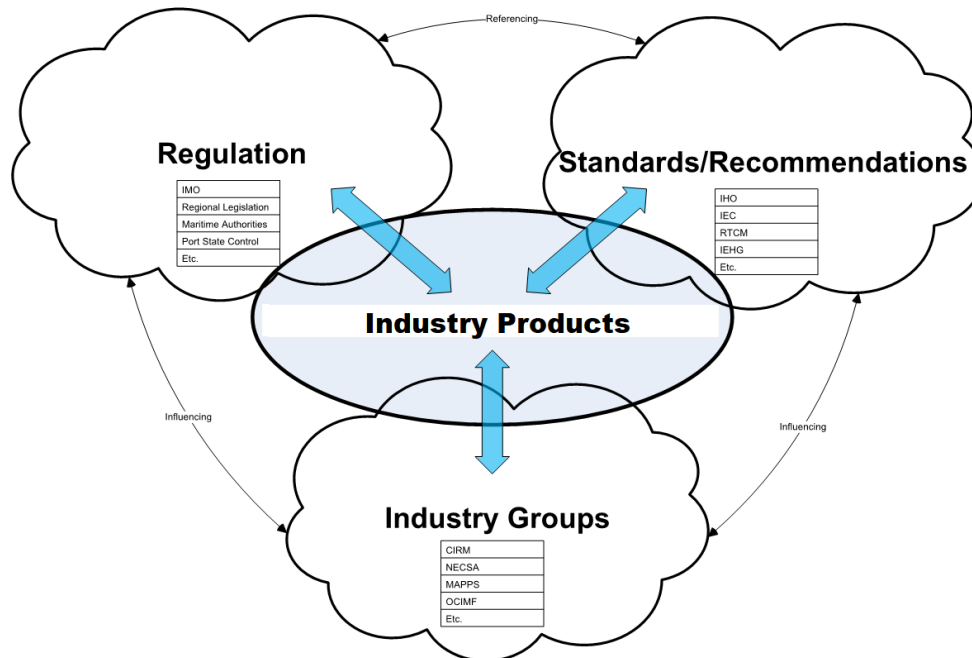 Referencing
Regulation
IMO
Regional Legislation
Maritime Authorities
Port State Control
Etc.
Standards/Recommendations
IHO
IEC
RTCM
IEHG
Etc.
Industry Products
Influencing
Influencing
Industry Groups
CIRM
NECSA
MAPPS
OCIMF
Etc.